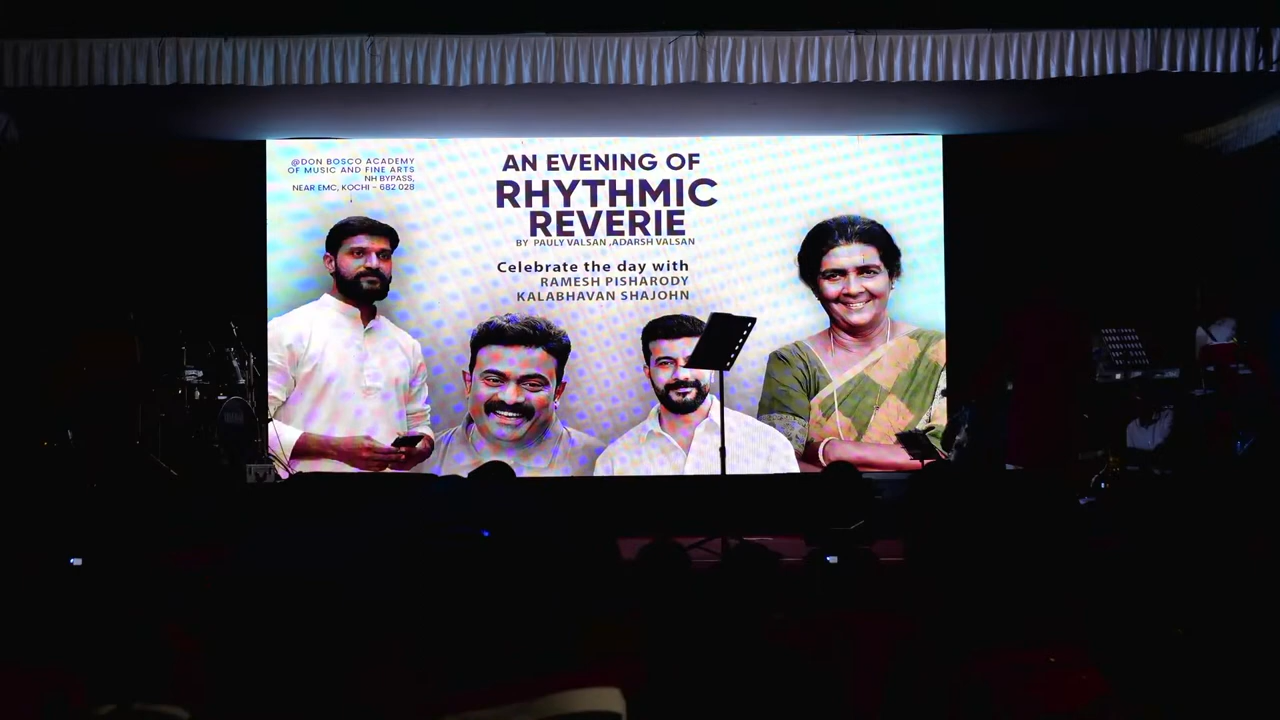 @DON BOSCO ACADEMY
OF MUSIC AND FINE ARTS
NH BYPASS,
NEAR EMC, KOCHI - 682 028
AN EVENING OF
RHYTHMIC
REVERIE
BY PAULY VALSAN ,ADARSH VALSAN
Celebrate the day with
RAMESH PISHARODY
KALABHAVAN SHAJOHN